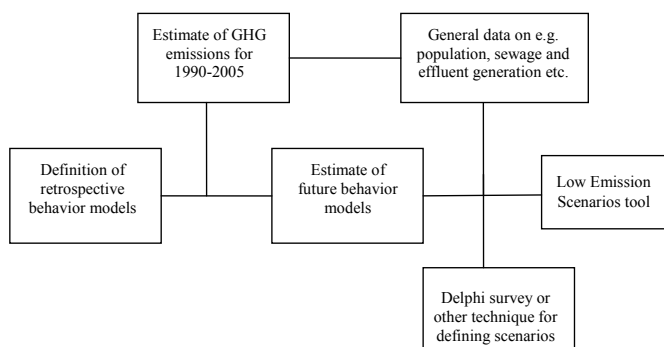 Estimate of GHG
emissions for
1990-2005
General data on e.g.
population, sewage and
effluent generation etc.
Definition of
retrospective
behavior models
Estimate of
future behavior
models
Low Emission
Scenarios tool
Delphi survey or
other technique for
defining scenarios